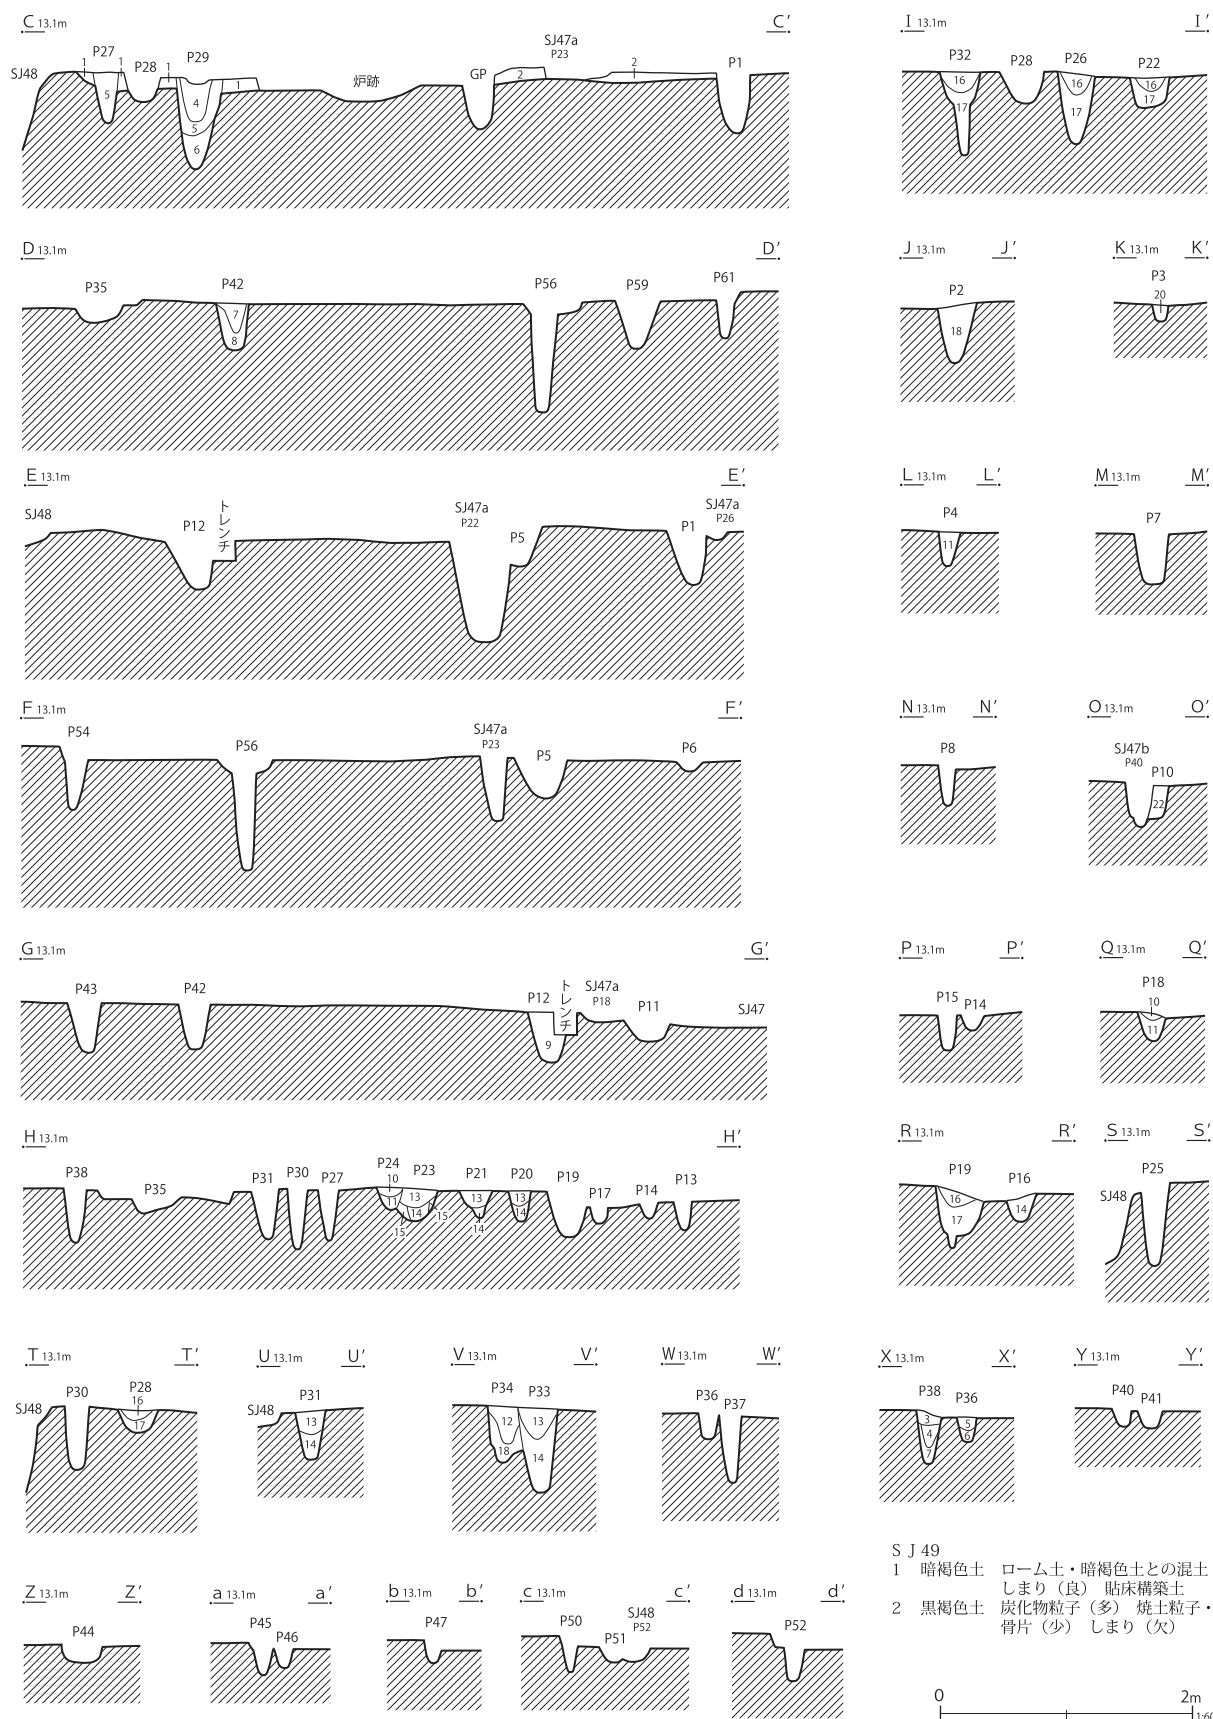 C 13.1m C′
I 13.1m I′
SJ48 1 P27 1 P28 1 P29 炉跡 GP SJ47a P23 2 P1
5 4 5 6 1 2
P32 P28 P26 P22
16 17 16 17 16 17
D 13.1m D′
J 13.1m J′
K 13.1m K′
P35 P42 P56 P59 P61
7 8
P2
18
P3
20
E 13.1m E′
L 13.1m L′
M 13.1m M′
SJ48 P12 トレンチ SJ47a P22 P5 P1 SJ47a P26
P4
11
P7
F 13.1m F′
N 13.1m N′
O 13.1m O′
P54 P56 SJ47a P23 P5 P6
P8
SJ47b P40 P10
22
G 13.1m G′
P 13.1m P′
Q 13.1m Q′
P43 P42 P12 トレンチ SJ47a P18 P11 SJ47
9
P15 P14
P18
10
11
H 13.1m H′
R 13.1m R′
S 13.1m S′
P38 P35 P31 P30 P27 P24 P23 P21 P20 P19 P17 P14 P13
10 11 13 14 15 15 13 14 13 14
P19 P16
16 17 14
SJ48 P25
T 13.1m T′
U 13.1m U′
V 13.1m V′
W 13.1m W′
X 13.1m X′
Y 13.1m Y′
SJ48 P30 P28
16
17
SJ48 P31
13
14
P34 P33
12 13
18 14
P36 P37
P38 P36
3 4 7 5 6
P40 P41
S J 49
1 暗褐色土 ローム土・暗褐色土との混土
しまり（良） 貼床構築土
2 黒褐色土 炭化物粒子（多） 焼土粒子・
骨片（少） しまり（欠）
Z 13.1m Z′
a 13.1m a′
b 13.1m b′
c 13.1m c′
d 13.1m d′
P44
P45 P46
P47
P50 P51 SJ48 P52
P52
0 2m
1:60